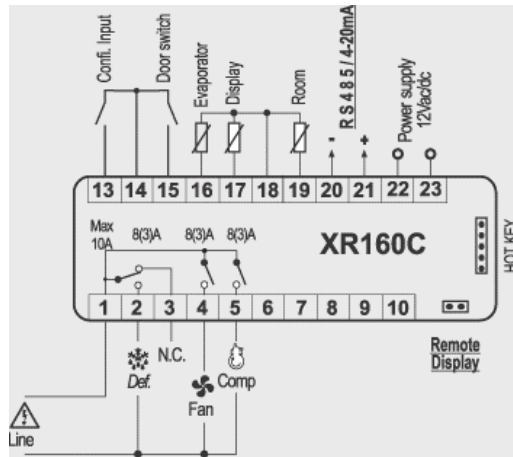 Confi. Input
Door switch
Evaporator
Display
Room
RS485/4-20mA
- +
Power supply
12Vac/dc
13 14 15 16 17 18 19 20 21 22 23
Max
10A
8(3)A 8(3)A 8(3)A
XR160C
HOT KEY
1 2 3 4 5 6 7 8 9 10
Def.
N.C.
Fan
Comp
Remote
Display
Line